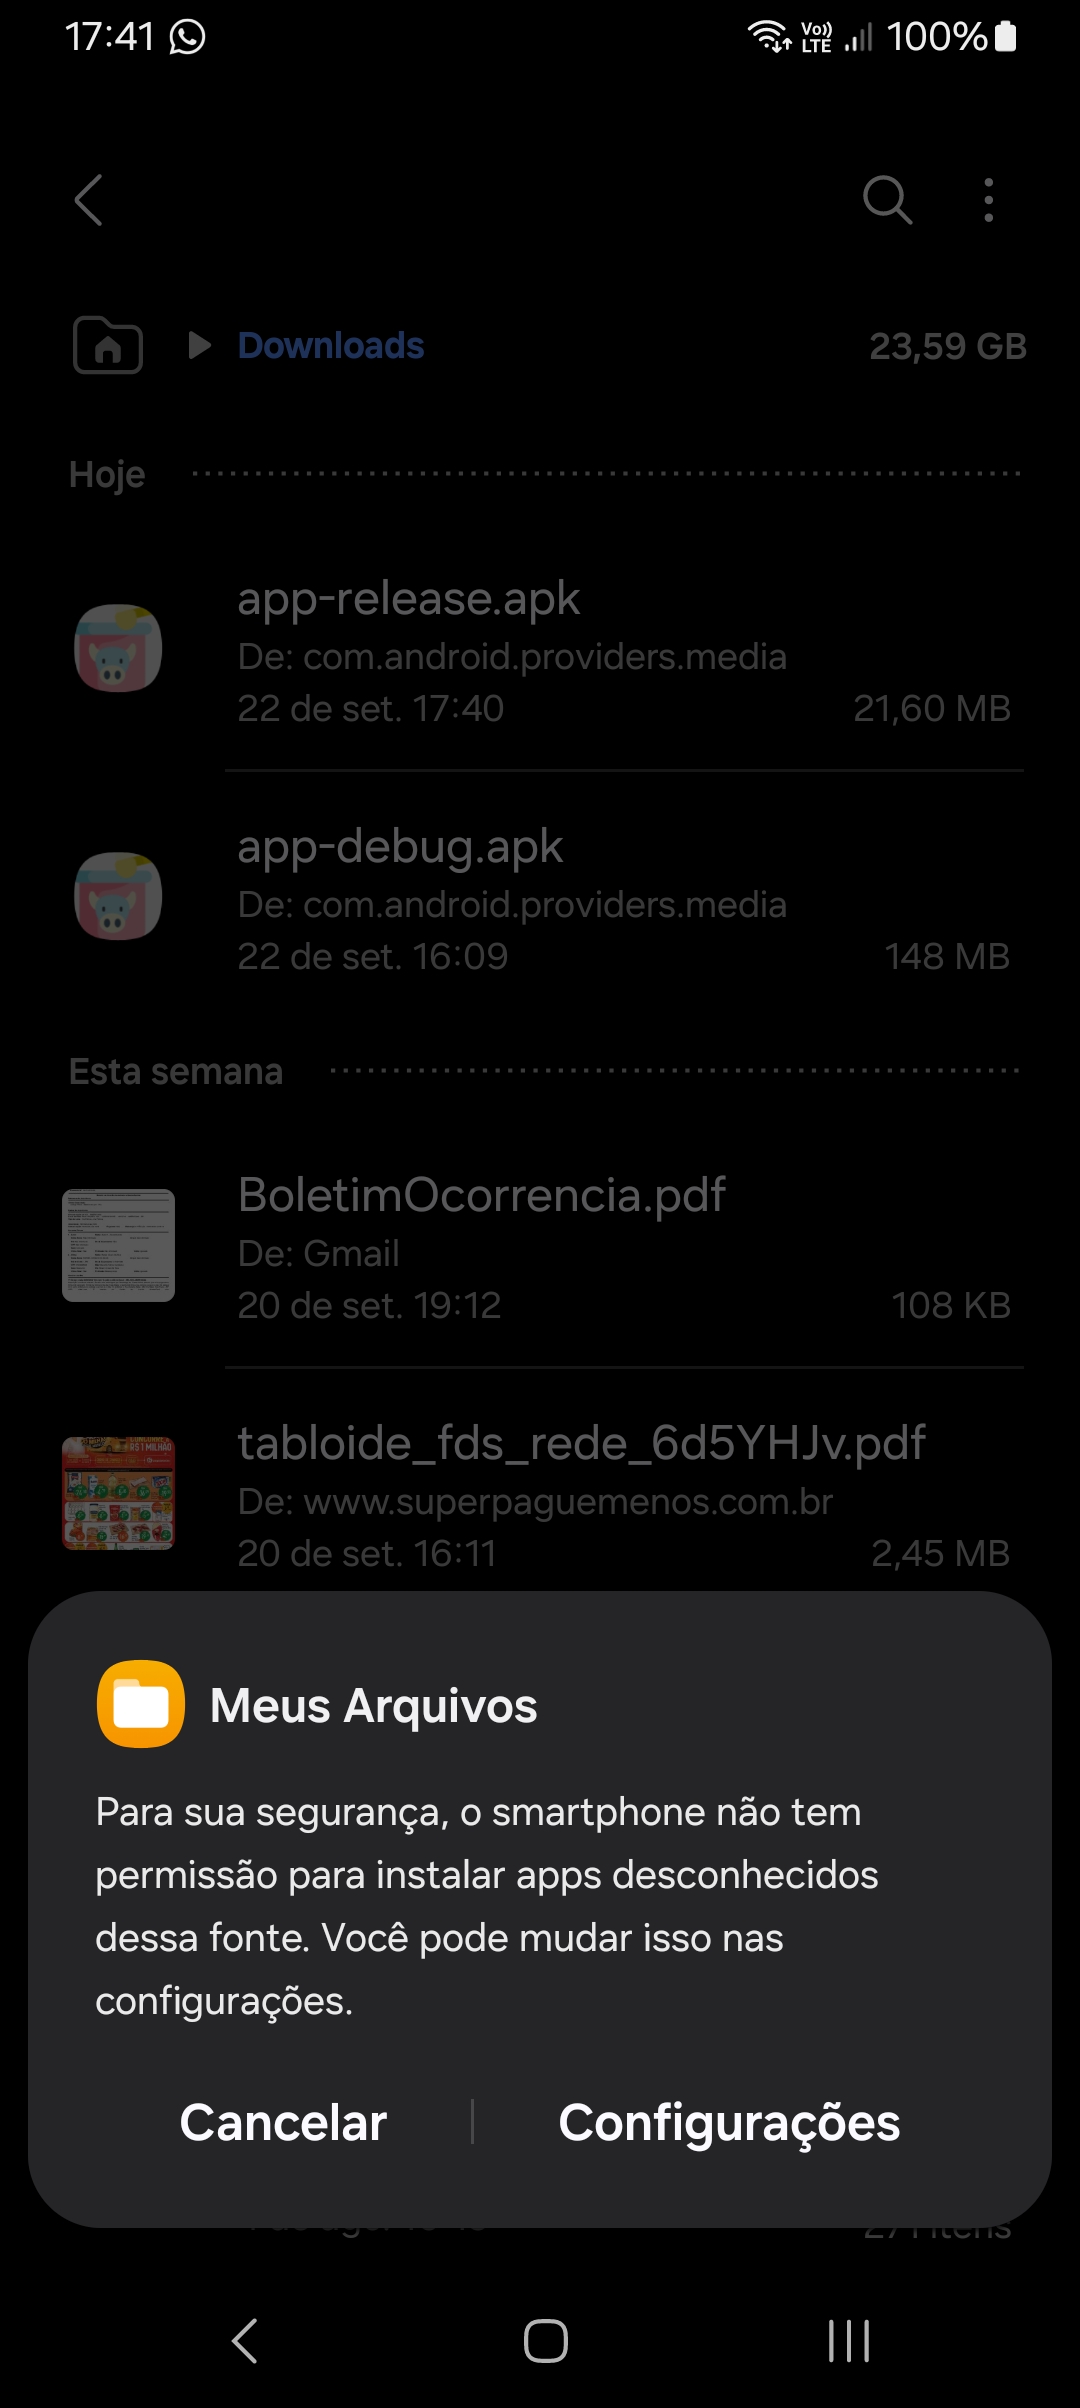 17:41
Vo)) LTE
100%
Downloads
23,59 GB
Hoje
app-release.apk
De: com.android.providers.media
22 de set. 17:40
21,60 MB
app-debug.apk
De: com.android.providers.media
22 de set. 16:09
148 MB
Esta semana
BoletimOcorrencia.pdf
De: Gmail
20 de set. 19:12
108 KB
R$ 1 MILHÃO
tabloide_fds_rede_6d5YHJv.pdf
De: www.superpaguemenos.com.br
20 de set. 16:11
2,45 MB
Meus Arquivos
Para sua segurança, o smartphone não tem
permissão para instalar apps desconhecidos
dessa fonte. Você pode mudar isso nas
configurações.
Cancelar
Configurações